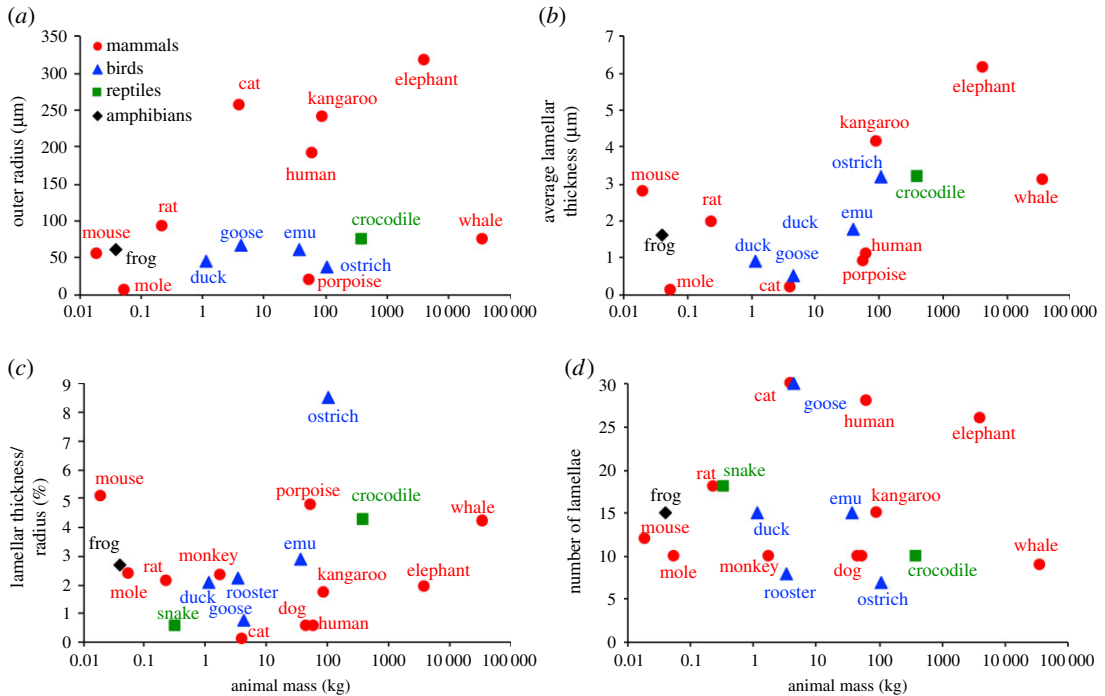 (a)
outer radius (μm)
350
300
250
200
150
100
50
0
mammals
birds
reptiles
amphibians
cat
elephant
kangaroo
human
rat
mouse
frog
mole
duck
goose
emu
ostrich
porpoise
crocodile
whale
0.01 0.1 1 10 100 1000 10 000 100 000
(b)
average lamellar
thickness (μm)
7
6
5
4
3
2
1
0
elephant
kangaroo
ostrich
mouse
crocodile
whale
rat
duck
emu
frog
duck
goose
human
porpoise
mole
cat
0.01 0.1 1 10 100 1000 10 000 100 000
(c)
lamellar thickness/
radius (%)
9
8
7
6
5
4
3
2
1
0
ostrich
mouse
porpoise
crocodile
whale
frog
rat
monkey
emu
mole
duck
rooster
kangaroo
elephant
snake
goose
cat
dog
human
0.01 0.1 1 10 100 1000 10 000 100 000
animal mass (kg)
(d)
number of lamellae
30
25
20
15
10
5
0
cat
goose
human
elephant
rat
snake
frog
emu
kangaroo
mouse
duck
mole
monkey
rooster
dog
ostrich
crocodile
whale
0.01 0.1 1 10 100 1000 10 000 100 000
animal mass (kg)